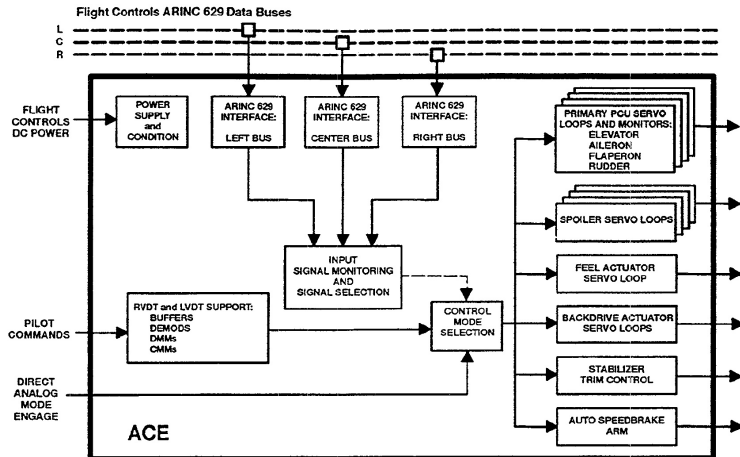 Flight Controls ARINC 629 Data Buses
L
C
R
FLIGHT
CONTROLS
DC POWER
POWER
SUPPLY
and
CONDITION
ARINC 629
INTERFACE:
LEFT BUS
ARINC 629
INTERFACE:
CENTER BUS
ARINC 629
INTERFACE:
RIGHT BUS
PRIMARY PCU SERVO
LOOPS AND MONITORS:
ELEVATOR
AILERON
FLAPERON
RUDDER
SPOILER SERVO LOOPS
INPUT
SIGNAL MONITORING
AND
SIGNAL SELECTION
FEEL ACTUATOR
SERVO LOOP
PILOT
COMMANDS
RVDT and LVDT SUPPORT:
BUFFERS
DEMODS
DMMs
CMMs
CONTROL
MODE
SELECTION
BACKDRIVE ACTUATOR
SERVO LOOPS
DIRECT
ANALOG
MODE
ENGAGE
STABILIZER
TRIM CONTROL
ACE
AUTO SPEEDBRAKE
ARM